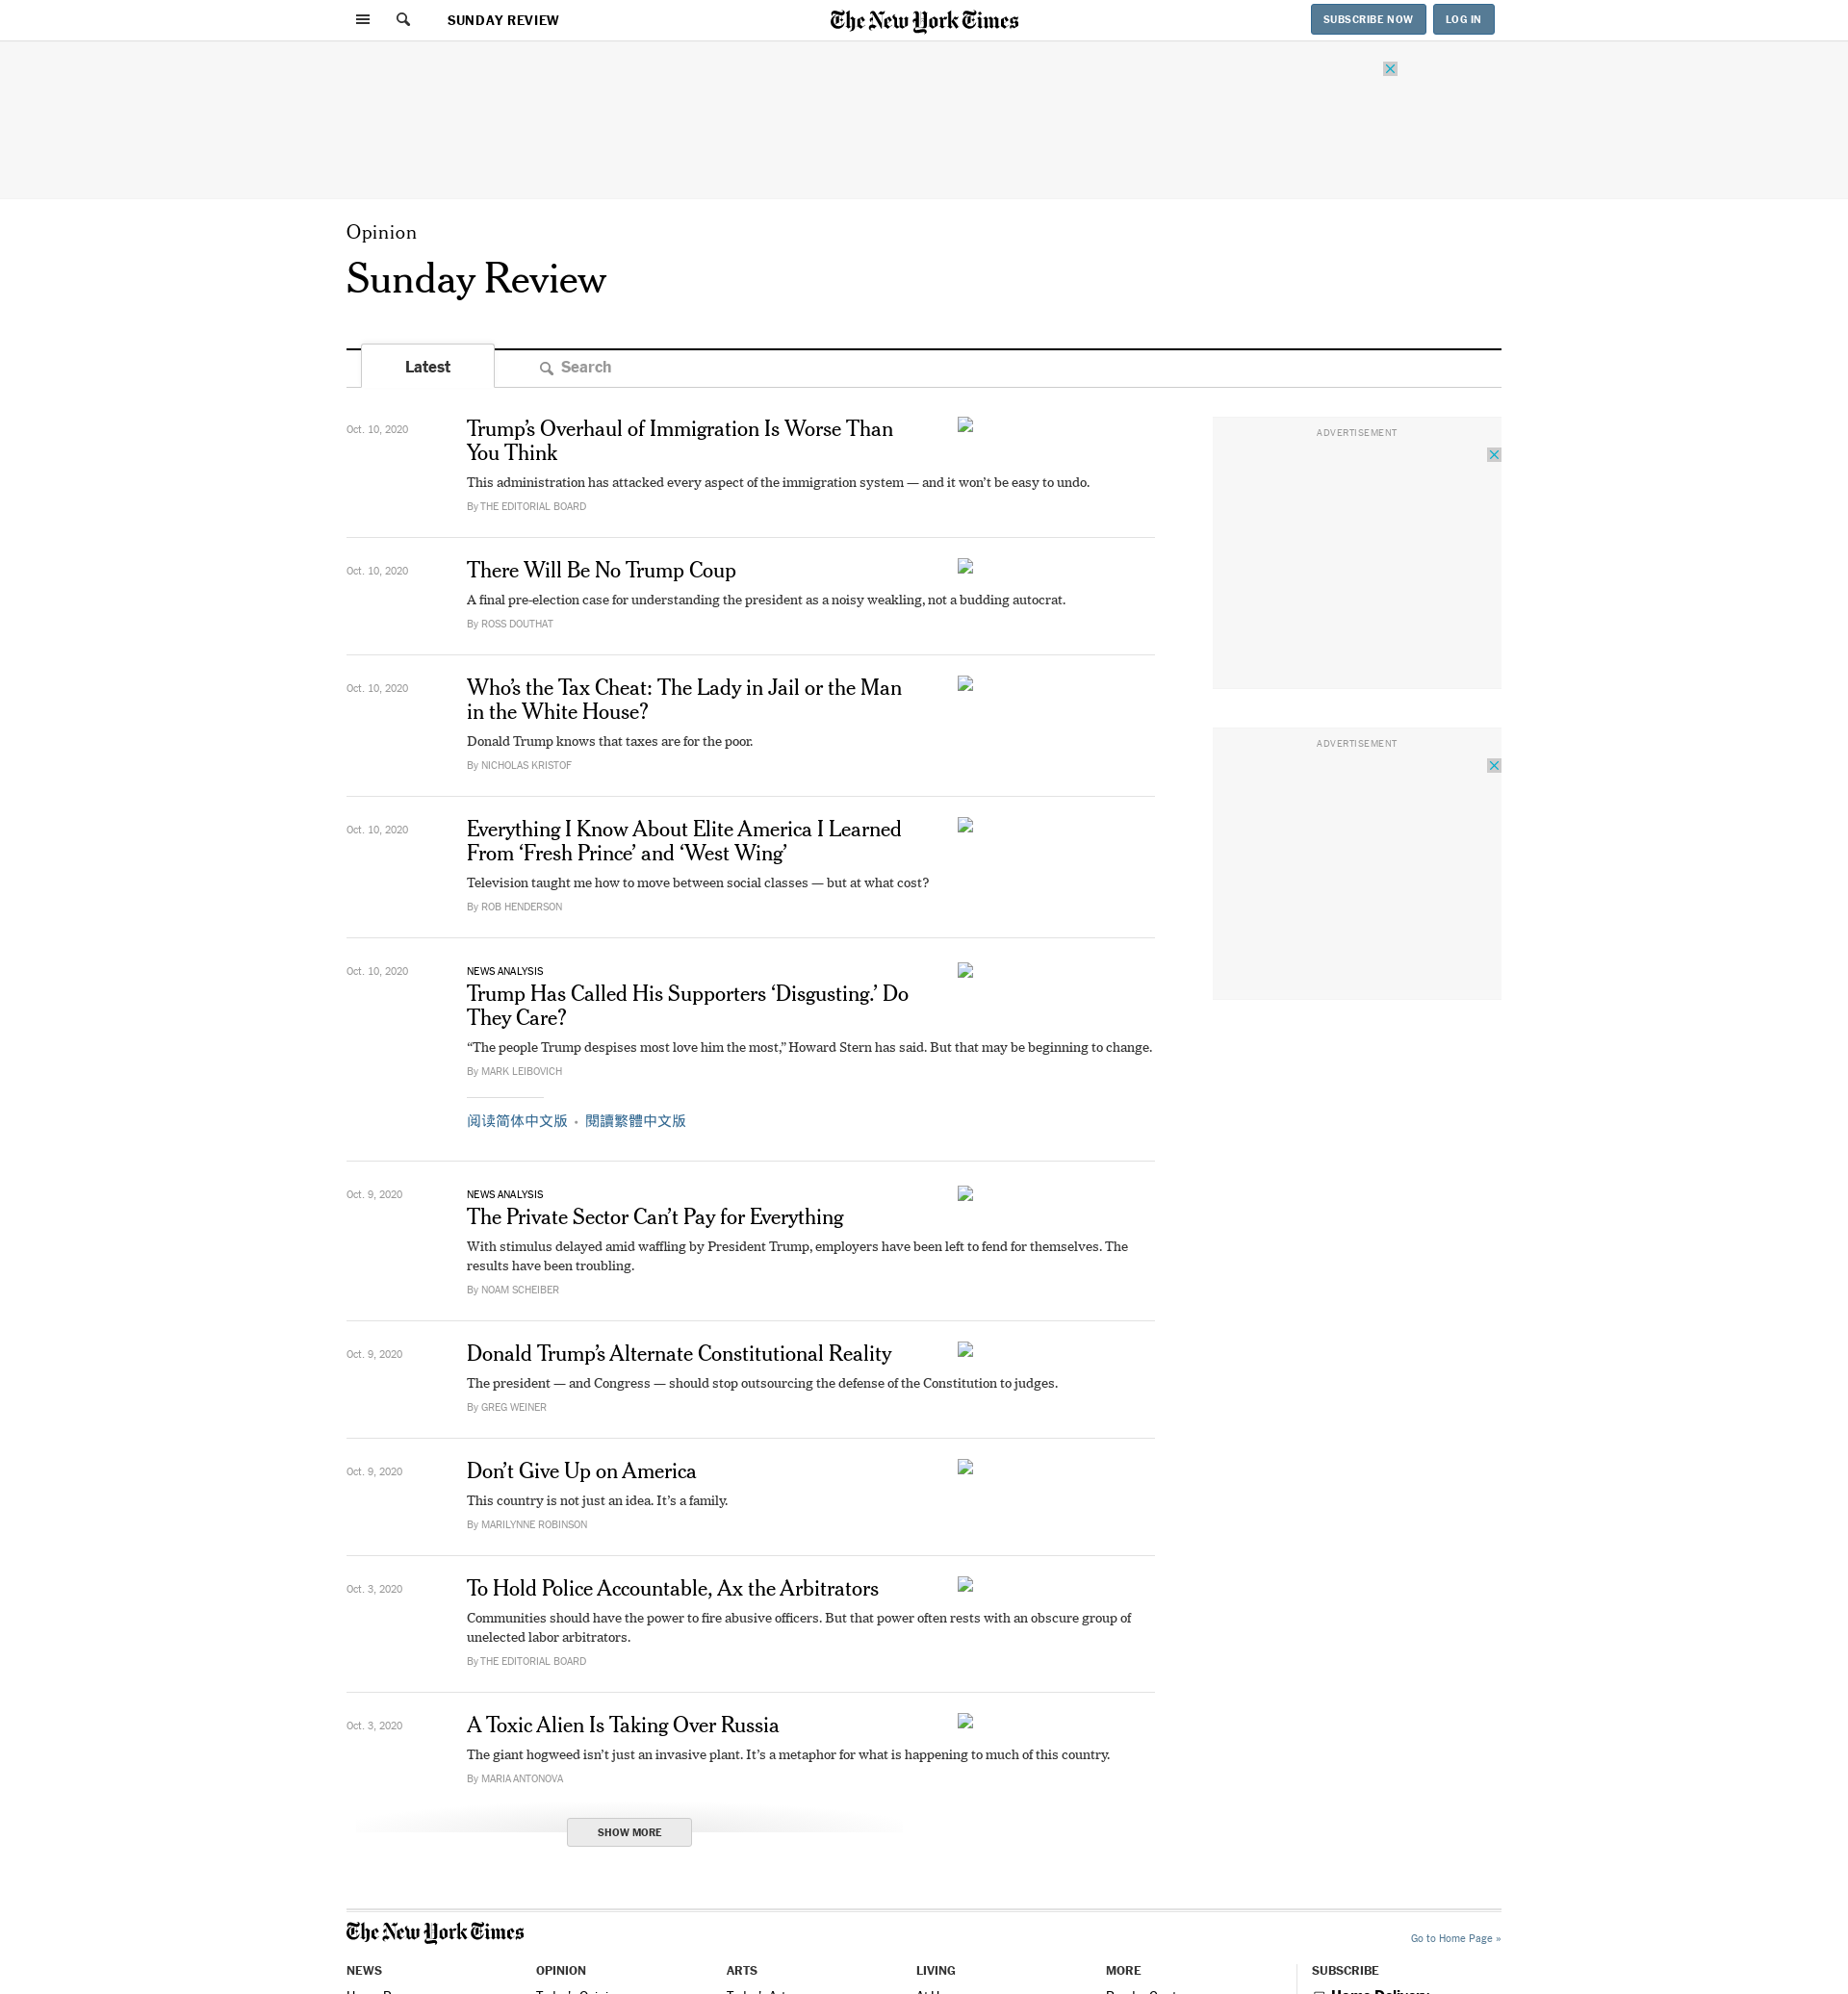 SUNDAY REVIEW
The New York Times
SUBSCRIBE NOW
LOG IN
Opinion
Sunday Review
Latest
Search
Oct. 10, 2020
Trump’s Overhaul of Immigration Is Worse Than
You Think
This administration has attacked every aspect of the immigration system — and it won’t be easy to undo.
By THE EDITORIAL BOARD
ADVERTISEMENT
Oct. 10, 2020
There Will Be No Trump Coup
A final pre-election case for understanding the president as a noisy weakling, not a budding autocrat.
By ROSS DOUTHAT
Oct. 10, 2020
Who’s the Tax Cheat: The Lady in Jail or the Man
in the White House?
Donald Trump knows that taxes are for the poor.
By NICHOLAS KRISTOF
ADVERTISEMENT
Oct. 10, 2020
Everything I Know About Elite America I Learned
From ‘Fresh Prince’ and ‘West Wing’
Television taught me how to move between social classes — but at what cost?
By ROB HENDERSON
Oct. 10, 2020
NEWS ANALYSIS
Trump Has Called His Supporters ‘Disgusting.’ Do
They Care?
“The people Trump despises most love him the most,” Howard Stern has said. But that may be beginning to change.
By MARK LEIBOVICH
阅读简体中文版 • 閱讀繁體中文版
Oct. 9, 2020
NEWS ANALYSIS
The Private Sector Can’t Pay for Everything
With stimulus delayed amid waffling by President Trump, employers have been left to fend for themselves. The
results have been troubling.
By NOAM SCHEIBER
Oct. 9, 2020
Donald Trump’s Alternate Constitutional Reality
The president — and Congress — should stop outsourcing the defense of the Constitution to judges.
By GREG WEINER
Oct. 9, 2020
Don’t Give Up on America
This country is not just an idea. It’s a family.
By MARILYNNE ROBINSON
Oct. 3, 2020
To Hold Police Accountable, Ax the Arbitrators
Communities should have the power to fire abusive officers. But that power often rests with an obscure group of
unelected labor arbitrators.
By THE EDITORIAL BOARD
Oct. 3, 2020
A Toxic Alien Is Taking Over Russia
The giant hogweed isn’t just an invasive plant. It’s a metaphor for what is happening to much of this country.
By MARIA ANTONOVA
SHOW MORE
The New York Times
Go to Home Page »
NEWS
OPINION
ARTS
LIVING
MORE
SUBSCRIBE
Home Delivery